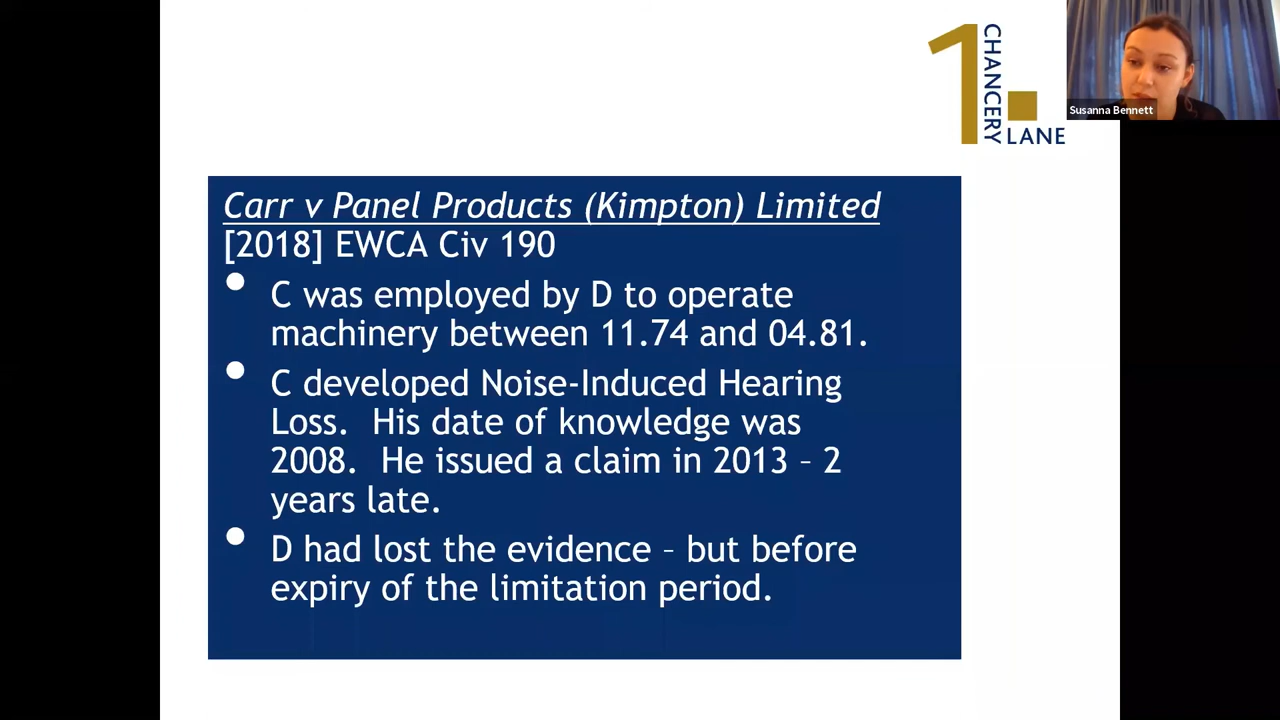 1 CHANCERY LANE
Susanna Bennett
Carr v Panel Products (Kimpton) Limited
[2018] EWCA Civ 190
• C was employed by D to operate
machinery between 11.74 and 04.81.
• C developed Noise-Induced Hearing
Loss.  His date of knowledge was
2008.  He issued a claim in 2013 – 2
years late.
• D had lost the evidence – but before
expiry of the limitation period.